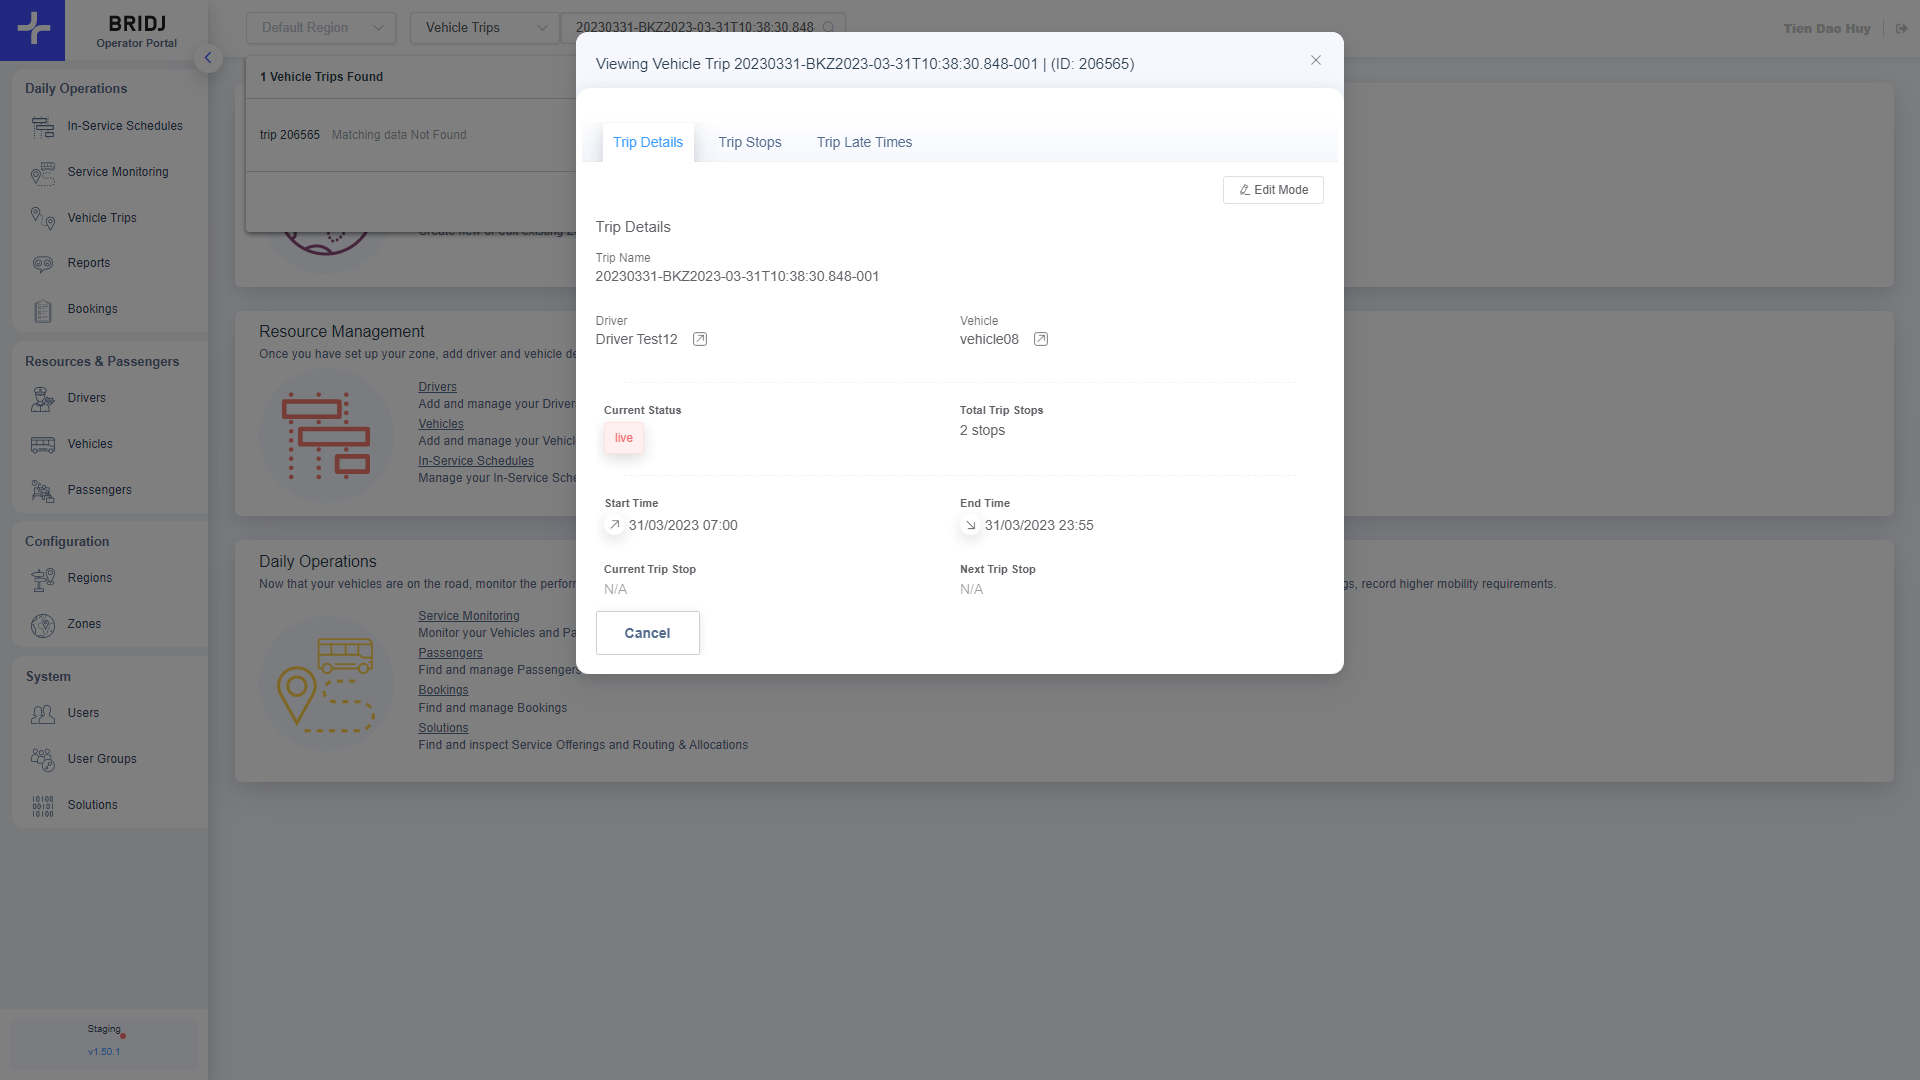 BRIDJ
Operator Portal
Default Region
Vehicle Trips
20230331-BKZ2023-03-31T10:38:30.848
Tien Dao Huy
1 Vehicle Trips Found
trip 206565 Matching data Not Found
Daily Operations
In-Service Schedules
Service Monitoring
Vehicle Trips
Reports
Bookings
Resources & Passengers
Drivers
Vehicles
Passengers
Configuration
Regions
Zones
System
Users
User Groups
Solutions
Staging
v1.50.1
Create new or edit existing
Resource Management
Once you have set up your zone, add driver and vehicle
Drivers
Add and manage your
Vehicles
Add and manage your
In-Service Schedules
Manage your In-Service
Daily Operations
Now that your vehicles are on the road, monitor the
record higher mobility requirements.
Service Monitoring
Monitor your Vehicles and
Passengers
Find and manage Passengers
Bookings
Find and manage Bookings
Solutions
Find and inspect Service Offerings and Routing & Allocations
Viewing Vehicle Trip 20230331-BKZ2023-03-31T10:38:30.848-001 | (ID: 206565)
Trip Details
Trip Stops
Trip Late Times
Edit Mode
Trip Details
Trip Name
20230331-BKZ2023-03-31T10:38:30.848-001
Driver
Driver Test12
Vehicle
vehicle08
Current Status
live
Total Trip Stops
2 stops
Start Time
31/03/2023 07:00
End Time
31/03/2023 23:55
Current Trip Stop
N/A
Next Trip Stop
N/A
Cancel